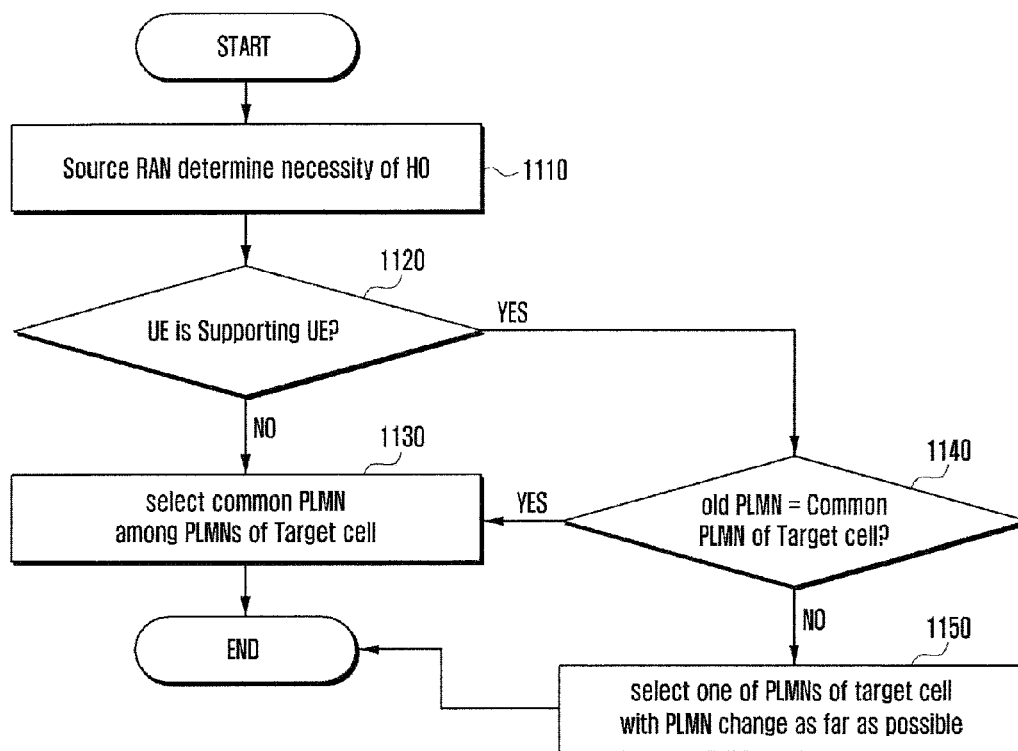 START
Source RAN determine necessity of HO
1110
1120
UE is Supporting UE?
YES
NO
1130
select common PLMN
among PLMNs of Target cell
YES
1140
old PLMN = Common
PLMN of Target cell?
NO
END
1150
select one of PLMNs of target cell
with PLMN change as far as possible